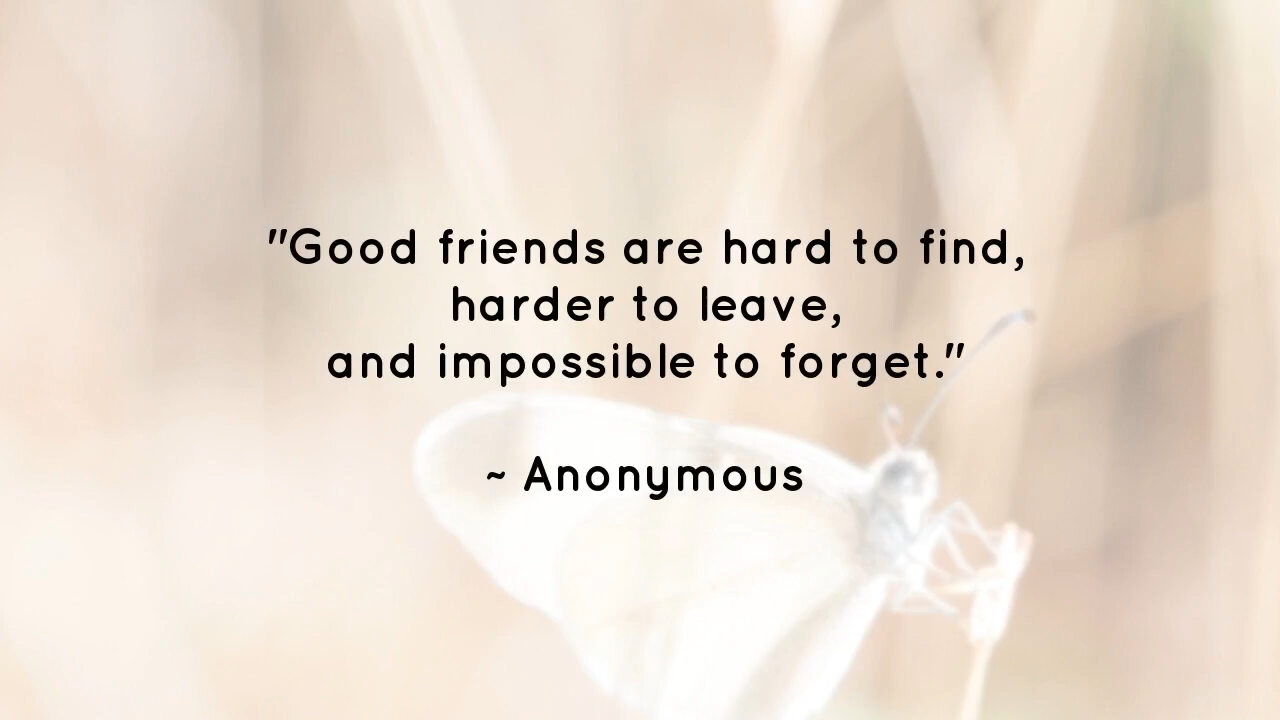 "Good friends are hard to find,
harder to leave,
and impossible to forget."
~ Anonymous